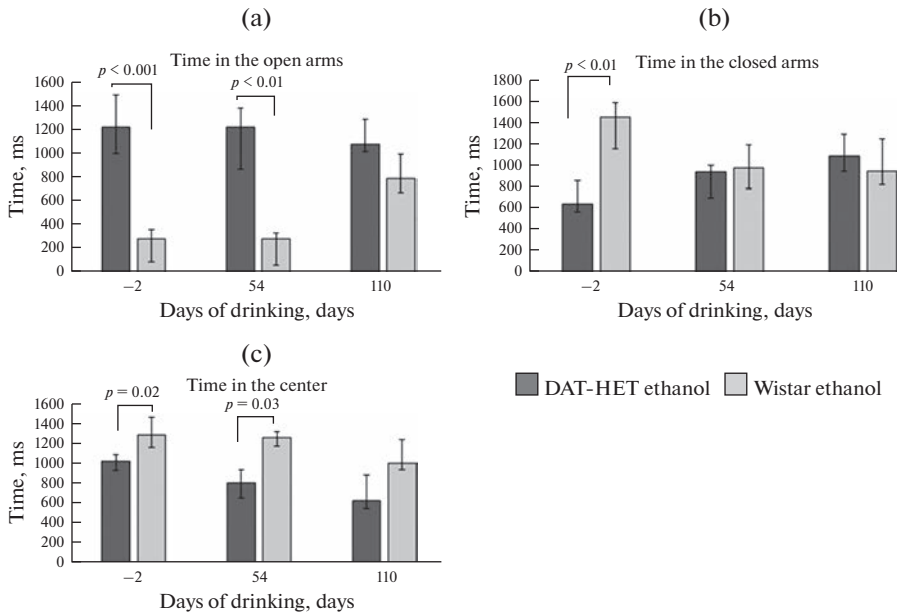 (a)
Time in the open arms
p < 0.001
p < 0.01
1600
1400
1200
1000
800
600
400
200
0
Time, ms
−2
54
110
Days of drinking, days
(b)
Time in the closed arms
p < 0.01
1800
1600
1400
1200
1000
800
600
400
200
0
Time, ms
−2
54
110
Days of drinking, days
(c)
Time in the center
p = 0.02
p = 0.03
1600
1400
1200
1000
800
600
400
200
0
Time, ms
−2
54
110
Days of drinking, days
DAT-HET ethanol
Wistar ethanol